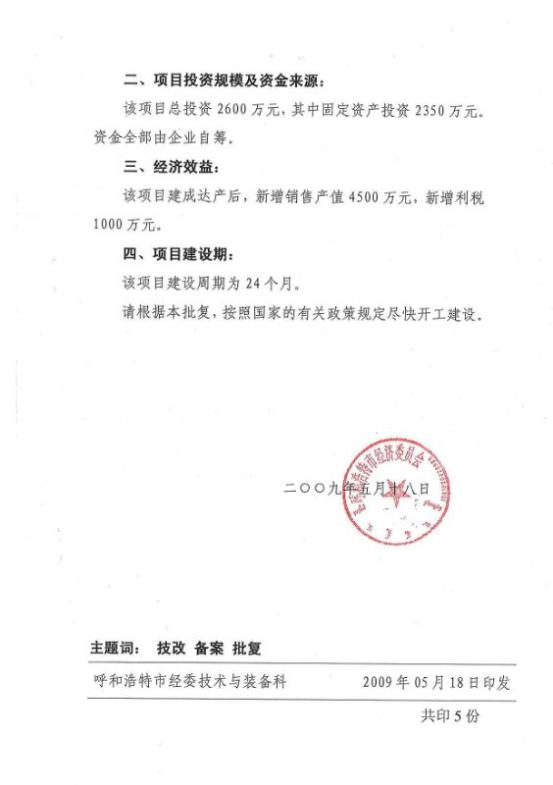 二、项目投资规模及资金来源：
该项目总投资 2600 万元，其中固定资产投资 2350 万元。
资金全部由企业自筹。
三、经济效益：
该项目建成达产后，新增销售产值 4500 万元，新增利税
1000 万元。
四、项目建设期：
该项目建设周期为 24 个月。
请根据本批复，按照国家的有关政策规定尽快开工建设。
呼和浩特市经济委员会
二〇〇九年五月十八日
主题词： 技改 备案 批复
呼和浩特市经委技术与装备科 2009 年 05 月 18 日印发
共印 5 份